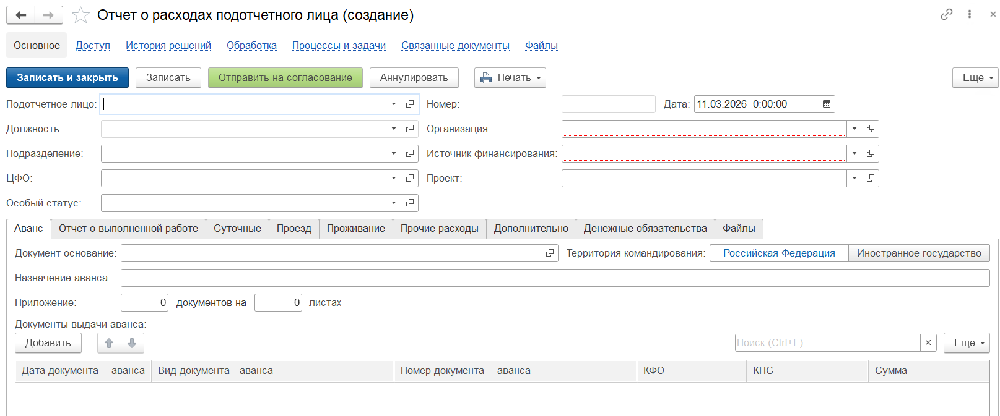 Отчет о расходах подотчетного лица (создание)
Основное Доступ История решений Обработка Процессы и задачи Связанные документы Файлы
Записать и закрыть Записать Отправить на согласование Аннулировать Печать Еще
Подотчетное лицо: Номер: Дата: 11.03.2026 0:00:00
Должность: Организация:
Подразделение: Источник финансирования:
ЦФО: Проект:
Особый статус:
Аванс Отчет о выполненной работе Суточные Проезд Проживание Прочие расходы Дополнительно Денежные обязательства Файлы
Документ основание: Территория командирования: Российская Федерация Иностранное государство
Назначение аванса:
Приложение: 0 документов на 0 листах
Документы выдачи аванса:
Добавить Поиск (Ctrl+F) × Еще
Дата документа - аванса Вид документа - аванса Номер документа - аванса КФО КПС Сумма